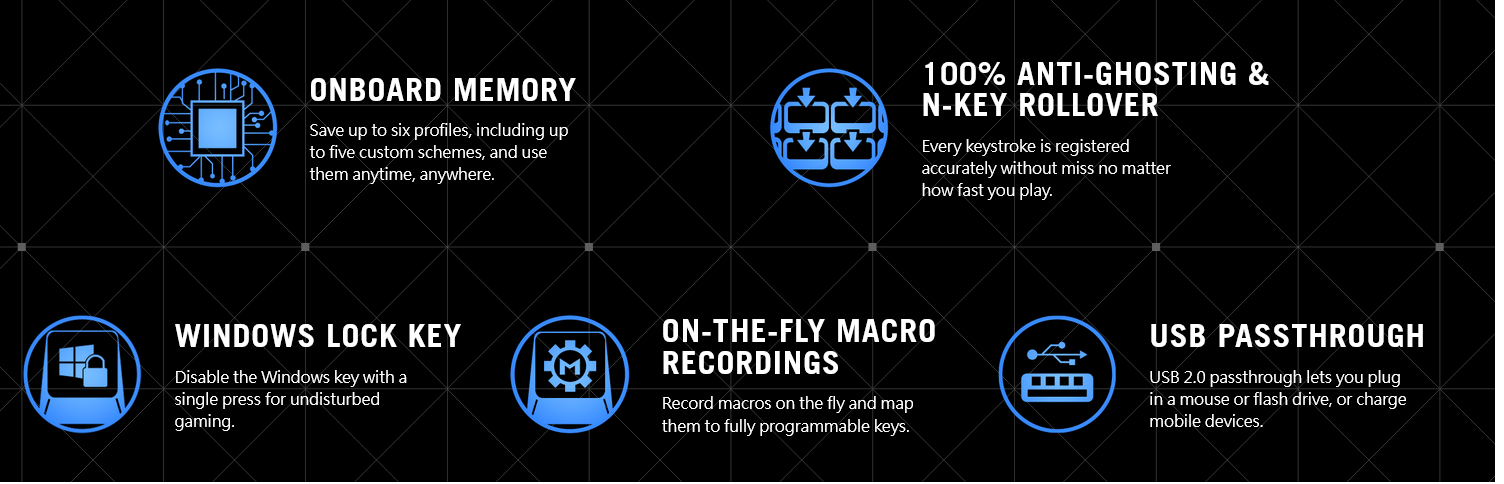 ONBOARD MEMORY
Save up to six profiles, including up
to five custom schemes, and use
them anytime, anywhere.
100% ANTI-GHOSTING &
N-KEY ROLLOVER
Every keystroke is registered
accurately without miss no matter
how fast you play.
WINDOWS LOCK KEY
Disable the Windows key with a
single press for undisturbed
gaming.
M
ON-THE-FLY MACRO
RECORDINGS
Record macros on the fly and map
them to fully programmable keys.
USB PASSTHROUGH
USB 2.0 passthrough lets you plug
in a mouse or flash drive, or charge
mobile devices.